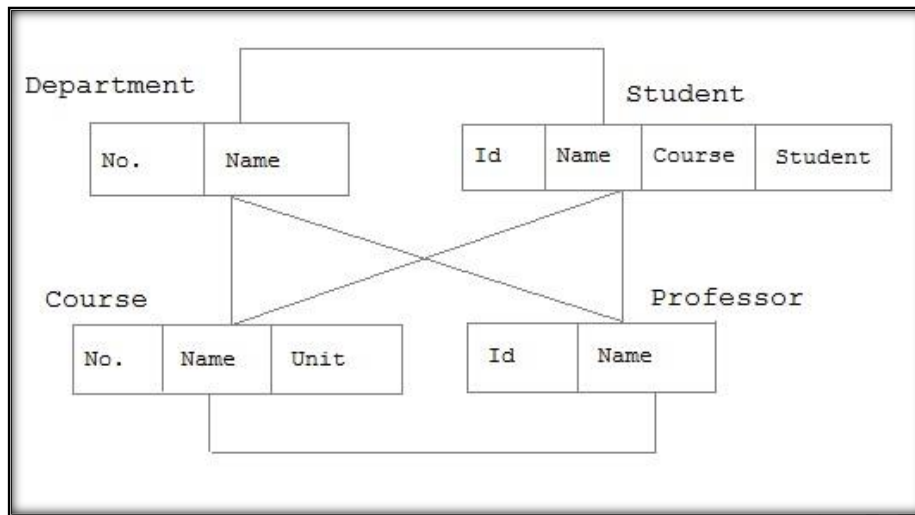 Department
No. Name
Student
Id Name Course Student
Course
No. Name Unit
Professor
Id Name